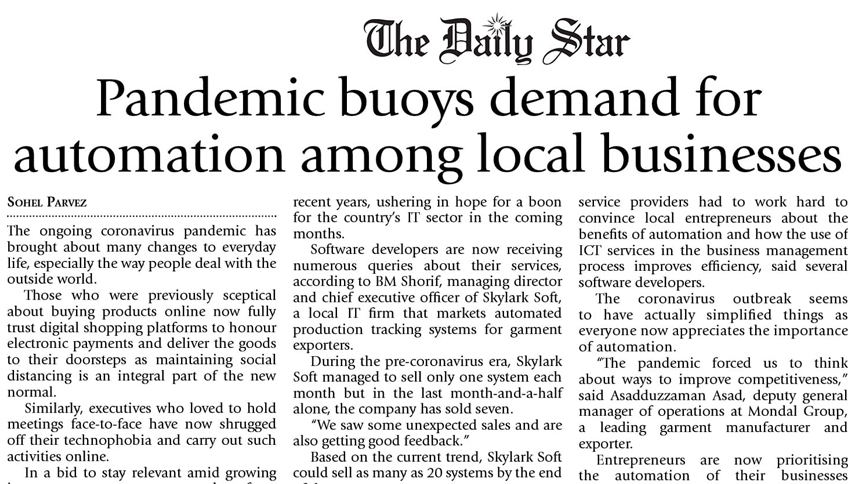 The Daily Star
Pandemic buoys demand for
automation among local businesses
SOHEL PARVEZ
The ongoing coronavirus pandemic has
brought about many changes to everyday
life, especially the way people deal with the
outside world.
Those who were previously sceptical
about buying products online now fully
trust digital shopping platforms to honour
electronic payments and deliver the goods
to their doorsteps as maintaining social
distancing is an integral part of the new
normal.
Similarly, executives who loved to hold
meetings face-to-face have now shrugged
off their technophobia and carry out such
activities online.
In a bid to stay relevant amid growing
recent years, ushering in hope for a boon
for the country's IT sector in the coming
months.
Software developers are now receiving
numerous queries about their services,
according to BM Shorif, managing director
and chief executive officer of Skylark Soft,
a local IT firm that markets automated
production tracking systems for garment
exporters.
During the pre-coronavirus era, Skylark
Soft managed to sell only one system each
month but in the last month-and-a-half
alone, the company has sold seven.
"We saw some unexpected sales and are
also getting good feedback."
Based on the current trend, Skylark Soft
could sell as many as 20 systems by the end
service providers had to work hard to
convince local entrepreneurs about the
benefits of automation and how the use of
ICT services in the business management
process improves efficiency, said several
software developers.
The coronavirus outbreak seems
to have actually simplified things as
everyone now appreciates the importance
of automation.
"The pandemic forced us to think
about ways to improve competitiveness,"
said Asadduzzaman Asad, deputy general
manager of operations at Mondal Group,
a leading garment manufacturer and
exporter.
Entrepreneurs are now prioritising
the automation of their businesses